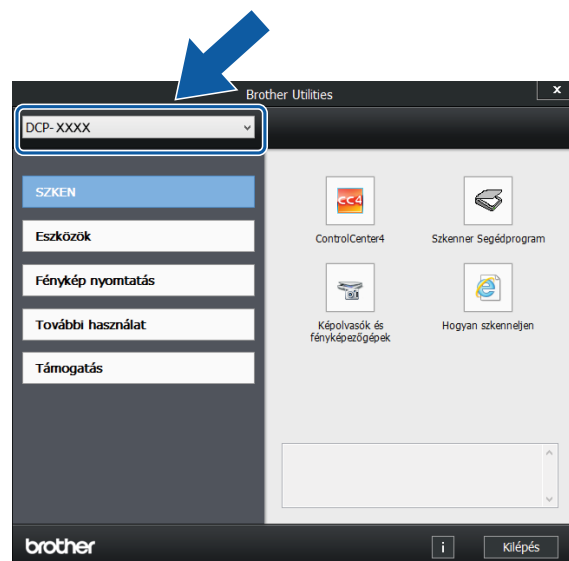 Brother Utilities
x
DCP-XXXX
SZKEN
Eszközök
Fénykép nyomtatás
További használat
Támogatás
CC4
ControlCenter4
Szkenner Segédprogram
Képolvasók és
fényképezőgépek
Hogyan szkenneljen
brother
i
Kilépés